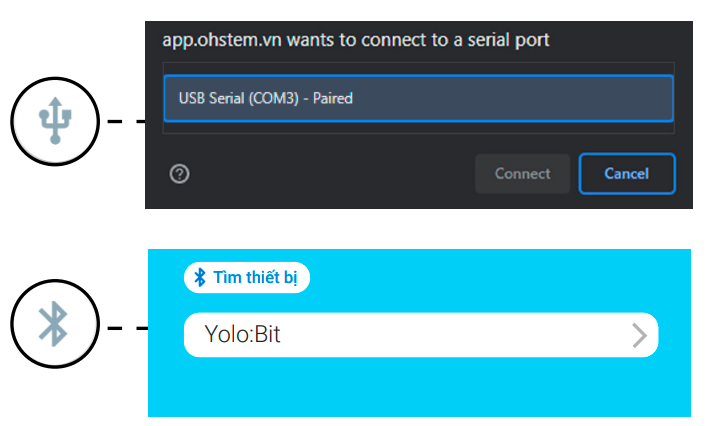 app.ohstem.vn wants to connect to a serial port
USB Serial (COM3) - Paired
Connect
Cancel
Tìm thiết bị
Yolo:Bit